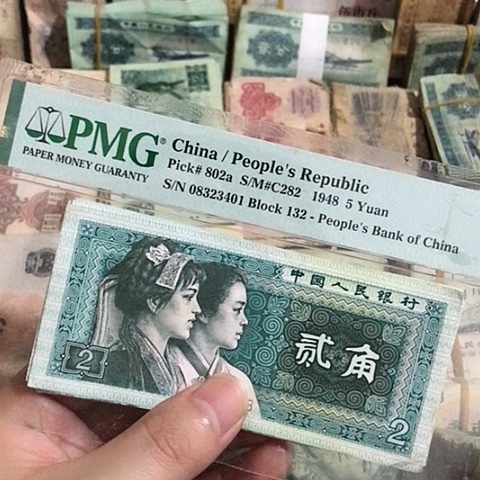 PMG
PAPER MONEY GUARANTY
China / People's Republic
Pick# 802a S/M#C282 1948 5 Yuan
S/N 08323401 Block 132 - People's Bank of China
中国人民银行
贰角
2
2